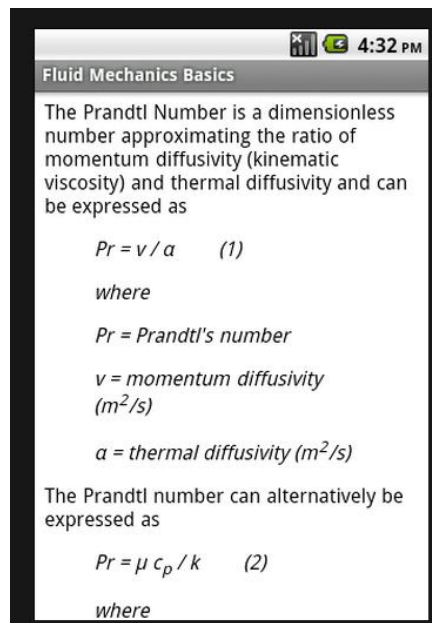 4:32 PM
Fluid Mechanics Basics
The Prandtl Number is a dimensionless
number approximating the ratio of
momentum diffusivity (kinematic
viscosity) and thermal diffusivity and can
be expressed as
Pr = v / α (1)
where
Pr = Prandtl's number
v = momentum diffusivity
(m²/s)
α = thermal diffusivity (m²/s)
The Prandtl number can alternatively be
expressed as
Pr = μ cₚ / k (2)
where